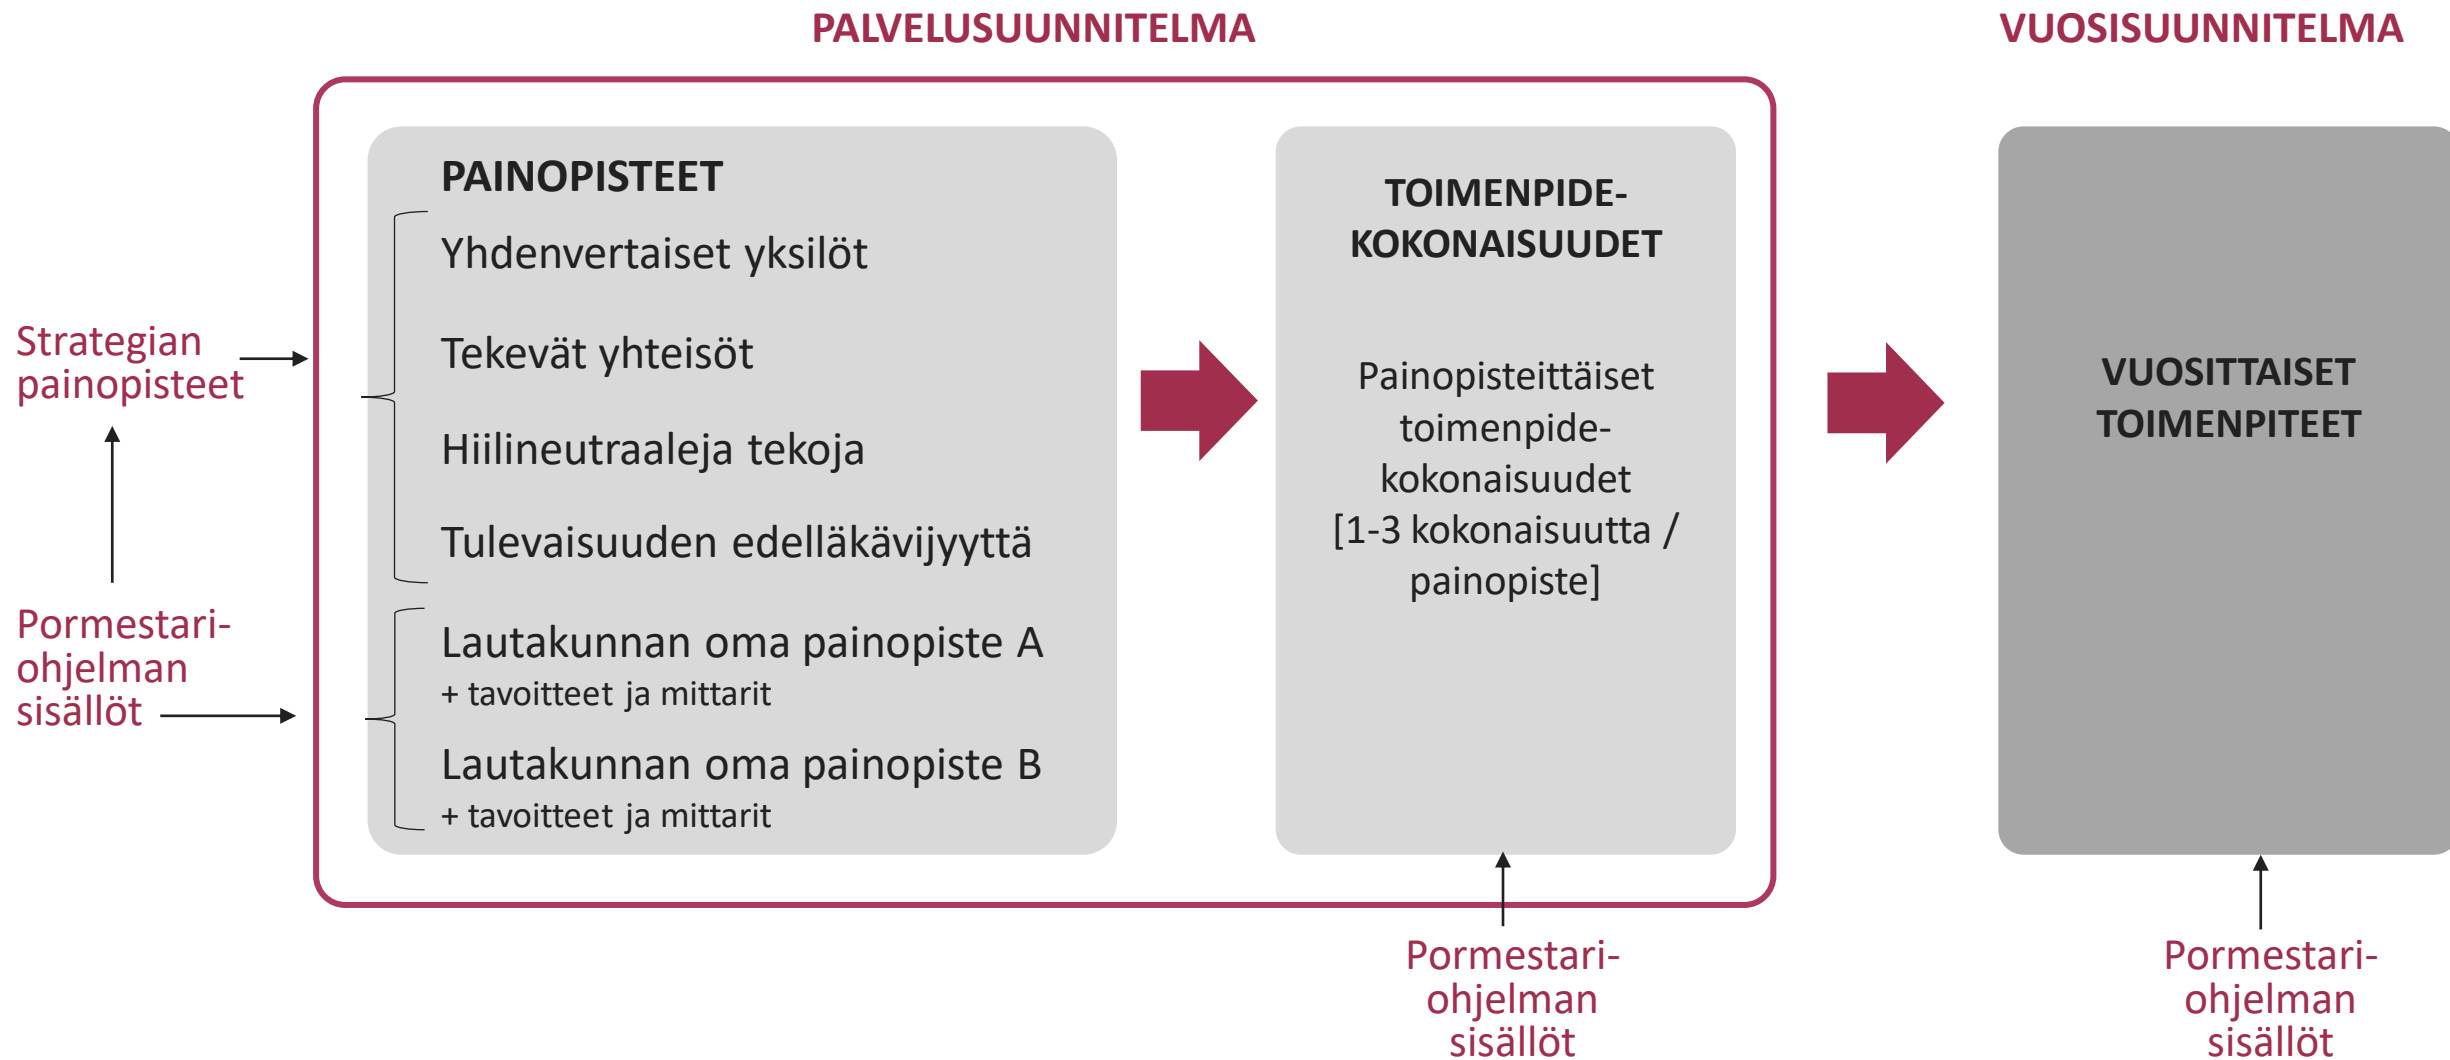 PALVELUSUUNNITELMA
VUOSISUUNNITELMA
Strategian
painopisteet
Pormestari-
ohjelman
sisällöt
PAINOPISTEET
Yhdenvertaiset yksilöt
Tekevät yhteisöt
Hiilineutraaleja tekoja
Tulevaisuuden edelläkävijyyttä
Lautakunnan oma painopiste A
+ tavoitteet ja mittarit
Lautakunnan oma painopiste B
+ tavoitteet ja mittarit
TOIMENPIDE-
KOKONAISUUDET
Painopisteittäiset
toimenpide-
kokonaisuudet
[1-3 kokonaisuutta /
painopiste]
Pormestari-
ohjelman
sisällöt
VUOSITTAISET
TOIMENPITEET
Pormestari-
ohjelman
sisällöt